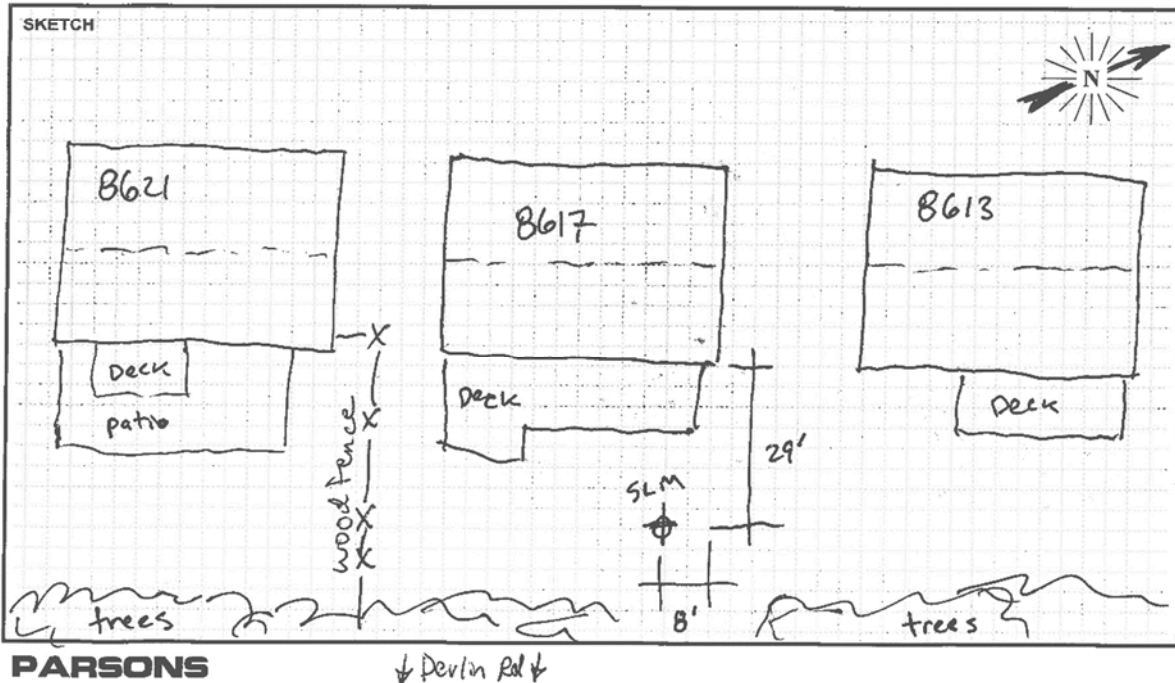 SKETCH
N
8621
8617
8613
Deck
patio
wood fence
Deck
Deck
29'
SLM
8'
trees
trees
PARSONS
↓ Devlin Rd ↓